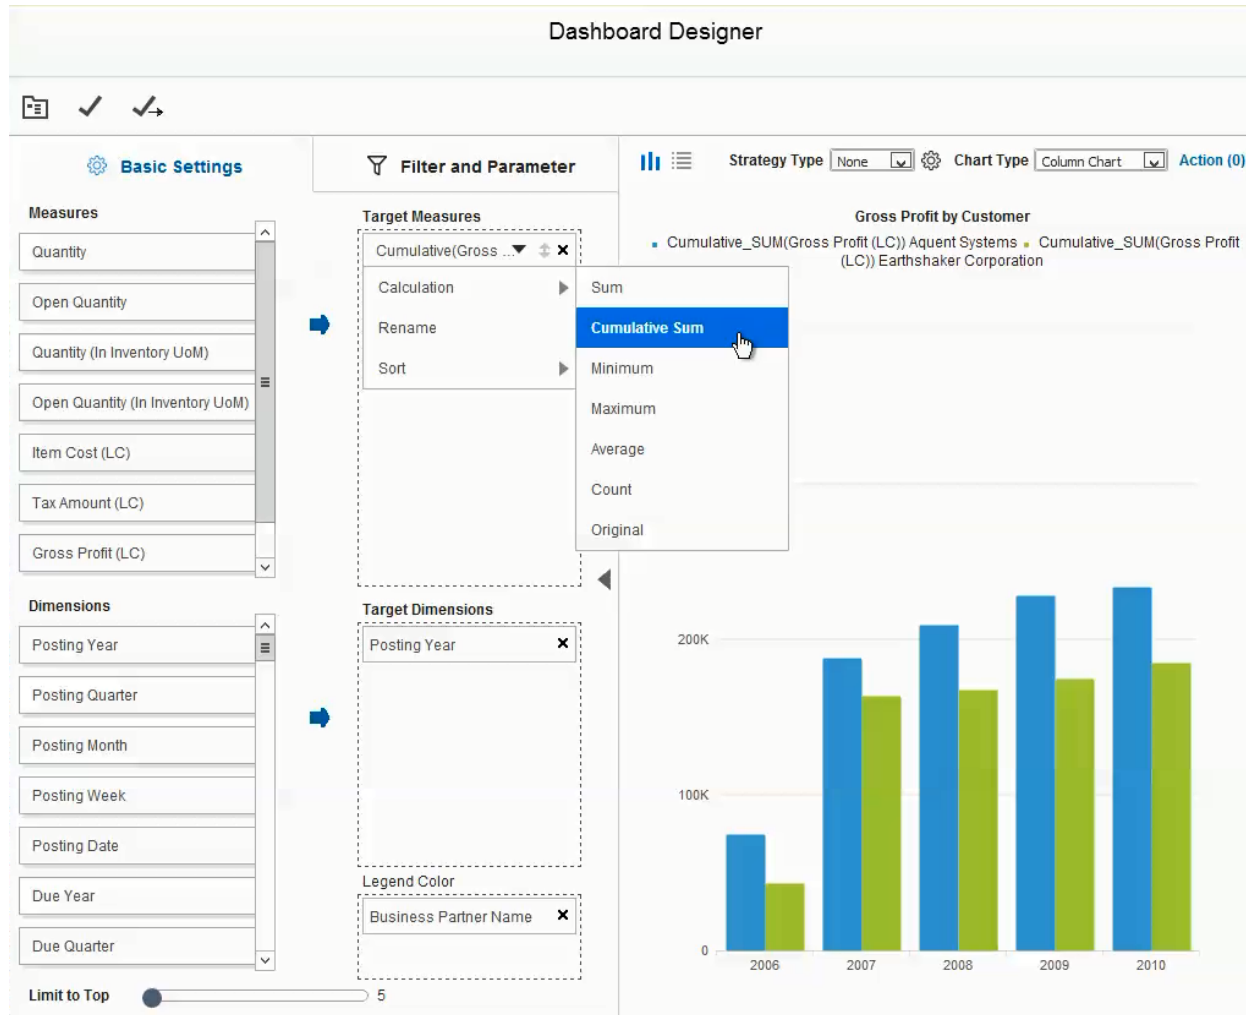 Dashboard Designer
Basic Settings
Filter and Parameter
Strategy Type None
Chart Type Column Chart
Action (0)
Measures
Quantity
Open Quantity
Quantity (In Inventory UoM)
Open Quantity (In Inventory UoM)
Item Cost (LC)
Tax Amount (LC)
Gross Profit (LC)
Target Measures
Cumulative(Gross ...
Calculation
Rename
Sort
Sum
Cumulative Sum
Minimum
Maximum
Average
Count
Original
Gross Profit by Customer
Cumulative_SUM(Gross Profit (LC)) Aquent Systems Cumulative_SUM(Gross Profit
(LC)) Earthshaker Corporation
200K
100K
0
2006 2007 2008 2009 2010
Dimensions
Posting Year
Posting Quarter
Posting Month
Posting Week
Posting Date
Due Year
Due Quarter
Target Dimensions
Posting Year
Legend Color
Business Partner Name
Limit to Top 5